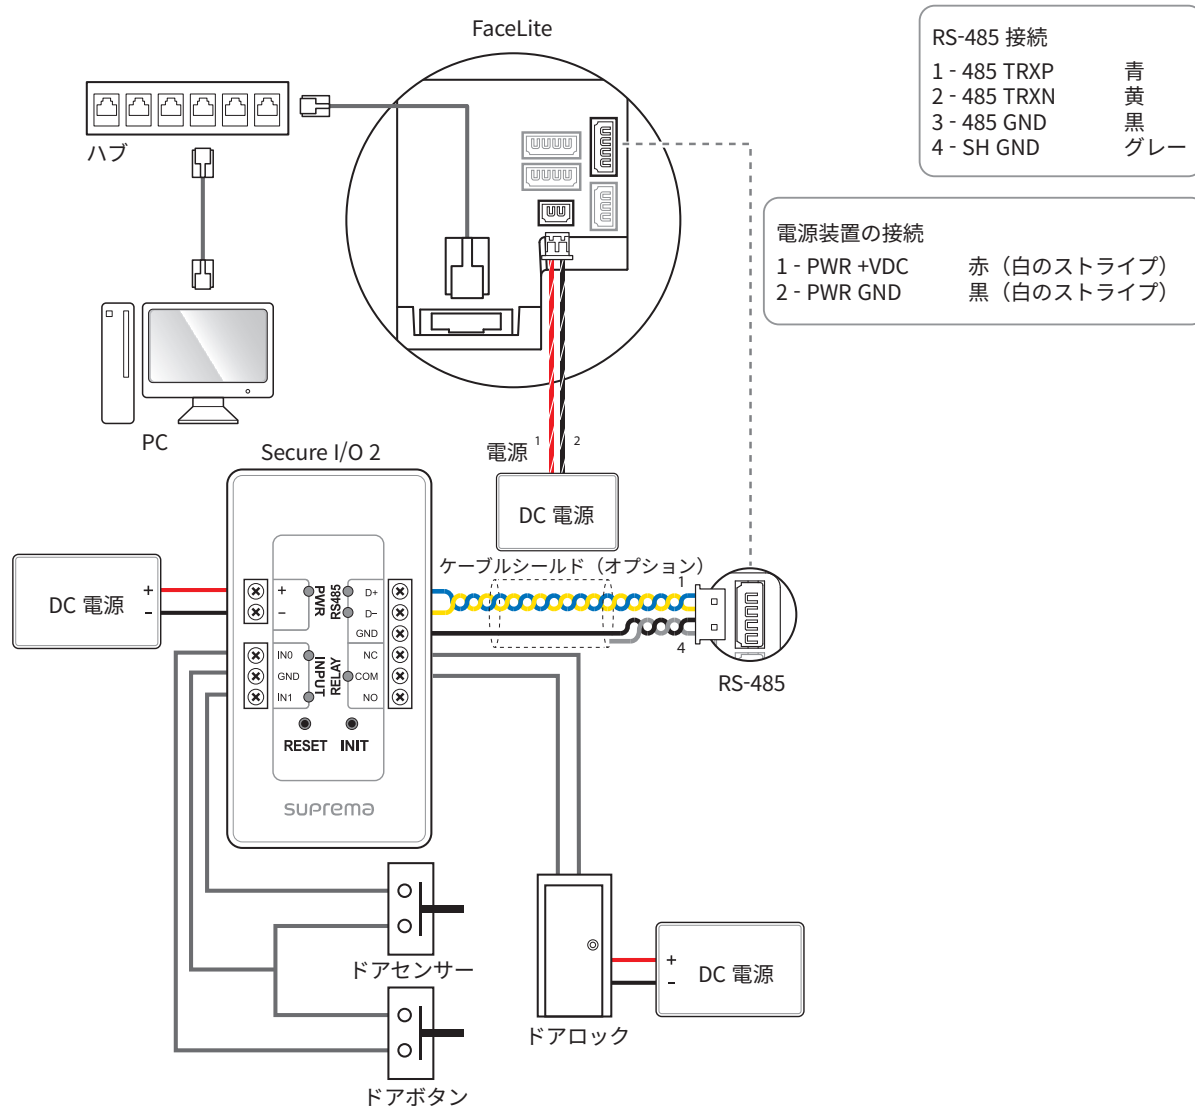 FaceLite
RS-485 接続
1 - 485 TRXP 青
2 - 485 TRXN 黄
3 - 485 GND 黒
4 - SH GND グレー
ハブ
電源装置の接続
1 - PWR +VDC 赤（白のストライプ）
2 - PWR GND 黒（白のストライプ）
PC
電源 1 2
DC 電源
Secure I/O 2
ケーブルシールド（オプション）
1
4
RS-485
DC 電源
+
-
+
-
PWR
RS485
D+
D-
GND
IN0
GND
IN1
INPUT
RELAY
NC
COM
NO
RESET INIT
suprema
ドアセンサー
ドアボタン
ドアロック
+
-
DC 電源